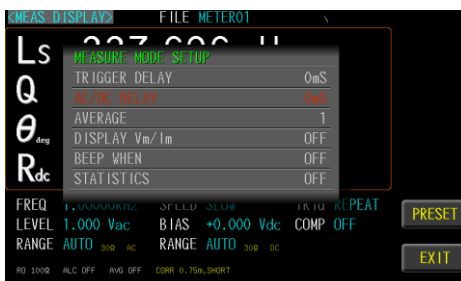 <MEAS DISPLAY> FILE METER01 \
Ls
MEASURE MODE SETUP
TRIGGER DELAY 0mS
AC/DC DELAY 0mS
AVERAGE 1
DISPLAY Vm/Im OFF
BEEP WHEN OFF
STATISTICS OFF
Q
θ deg
Rdc
FREQ 1.00000kHz SPEED SLOW TRIG REPEAT
LEVEL 1.000 Vac BIAS +0.000 Vdc COMP OFF
RANGE AUTO 30Ω AC RANGE AUTO 30Ω DC
RO 100Ω ALC OFF AVG OFF CORR 0.75m,SHORT
PRESET
EXIT